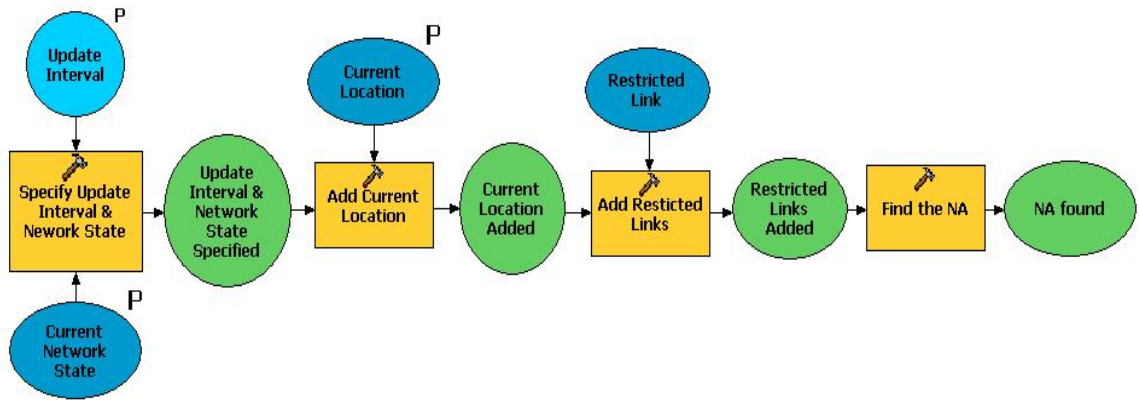 P
Update
Interval
P
Current
Location
Restricted
Link
Specify Update
Interval &
Nework State
Update
Interval &
Network
State
Specified
Add Current
Location
Current
Location
Added
Add Resticted
Links
Restricted
Links
Added
Find the NA
NA found
P
Current
Network
State